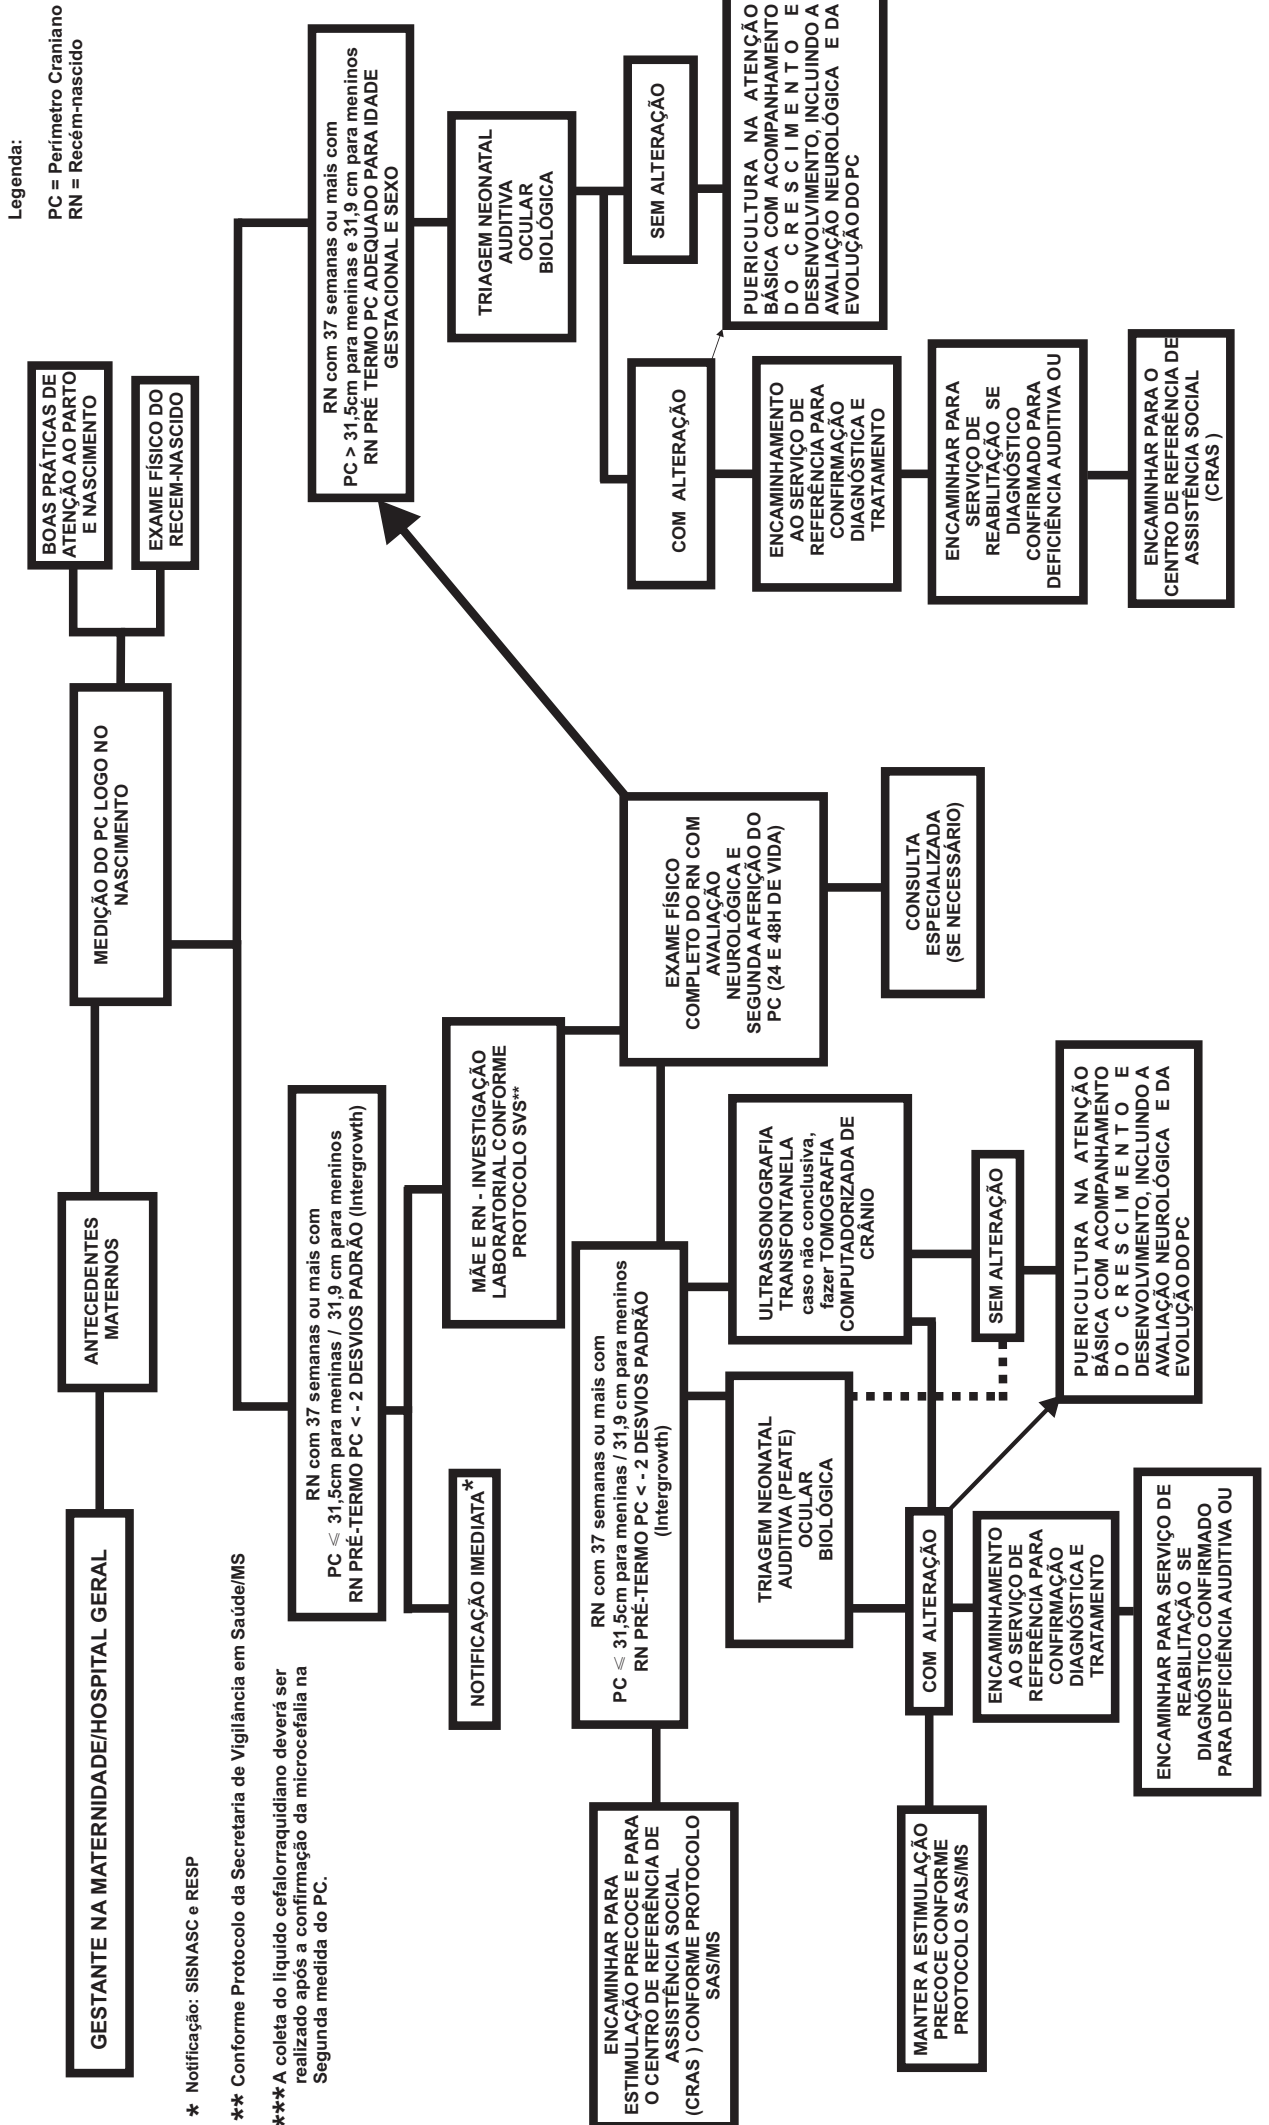 Legenda:
PC = Perímetro Craniano
RN = Recém-nascido
GESTANTE NA MATERNIDADE/HOSPITAL GERAL
ANTECEDENTES
MATERNOS
MEDIÇÃO DO PC LOGO NO
NASCIMENTO
BOAS PRÁTICAS DE
ATENÇÃO AO PARTO
E NASCIMENTO
EXAME FÍSICO DO
RECEM-NASCIDO
* Notificação: SISNASC e RESP
** Conforme Protocolo da Secretaria de Vigilância em Saúde/MS
*** A coleta do liquido cefalorraquidiano deverá ser
realizado após a confirmação da microcefalia na
Segunda medida do PC.
RN com 37 semanas ou mais com
PC ⩽ 31,5cm para meninas / 31,9 cm para meninos
RN PRÉ-TERMO PC < - 2 DESVIOS PADRÃO (Intergrowth)
RN com 37 semanas ou mais com
PC > 31,5cm para meninas e 31,9 cm para meninos
RN PRÉ TERMO PC ADEQUADO PARA IDADE
GESTACIONAL E SEXO
NOTIFICAÇÃO IMEDIATA*
MÃE E RN - INVESTIGAÇÃO
LABORATORIAL CONFORME
PROTOCOLO SVS**
TRIAGEM NEONATAL
AUDITIVA
OCULAR
BIOLÓGICA
ENCAMINHAR PARA
ESTIMULAÇÃO PRECOCE E PARA
O CENTRO DE REFERÊNCIA DE
ASSISTÊNCIA SOCIAL
(CRAS ) CONFORME PROTOCOLO
SAS/MS
RN com 37 semanas ou mais com
PC ⩽ 31,5cm para meninas / 31,9 cm para meninos
RN PRÉ-TERMO PC < - 2 DESVIOS PADRÃO
(Intergrowth)
EXAME FÍSICO
COMPLETO DO RN COM
AVALIAÇÃO
NEUROLÓGICA E
SEGUNDA AFERIÇÃO DO
PC (24 E 48H DE VIDA)
COM ALTERAÇÃO
SEM ALTERAÇÃO
TRIAGEM NEONATAL
AUDITIVA (PEATE)
OCULAR
BIOLÓGICA
ULTRASSONOGRAFIA
TRANSFONTANELA
caso não conclusiva,
fazer TOMOGRAFIA
COMPUTADORIZADA DE
CRÂNIO
CONSULTA
ESPECIALIZADA
(SE NECESSÁRIO)
ENCAMINHAMENTO
AO SERVIÇO DE
REFERÊNCIA PARA
CONFIRMAÇÃO
DIAGNÓSTICA E
TRATAMENTO
PUERICULTURA NA ATENÇÃO
BÁSICA COM ACOMPANHAMENTO
D O C R E S C I M E N T O E
DESENVOLVIMENTO, INCLUINDO A
AVALIAÇÃO NEUROLÓGICA E DA
EVOLUÇÃO DO PC
MANTER A ESTIMULAÇÃO
PRECOCE CONFORME
PROTOCOLO SAS/MS
COM ALTERAÇÃO
SEM ALTERAÇÃO
ENCAMINHAR PARA
SERVIÇO DE
REABILITAÇÃO SE
DIAGNÓSTICO
CONFIRMADO PARA
DEFICIÊNCIA AUDITIVA OU
ENCAMINHAMENTO
AO SERVIÇO DE
REFERÊNCIA PARA
CONFIRMAÇÃO
DIAGNÓSTICA E
TRATAMENTO
PUERICULTURA NA ATENÇÃO
BÁSICA COM ACOMPANHAMENTO
D O C R E S C I M E N T O E
DESENVOLVIMENTO, INCLUINDO A
AVALIAÇÃO NEUROLÓGICA E DA
EVOLUÇÃO DO PC
ENCAMINHAR PARA O
CENTRO DE REFERÊNCIA DE
ASSISTÊNCIA SOCIAL
(CRAS )
ENCAMINHAR PARA SERVIÇO DE
REABILITAÇÃO SE
DIAGNÓSTICO CONFIRMADO
PARA DEFICIÊNCIA AUDITIVA OU